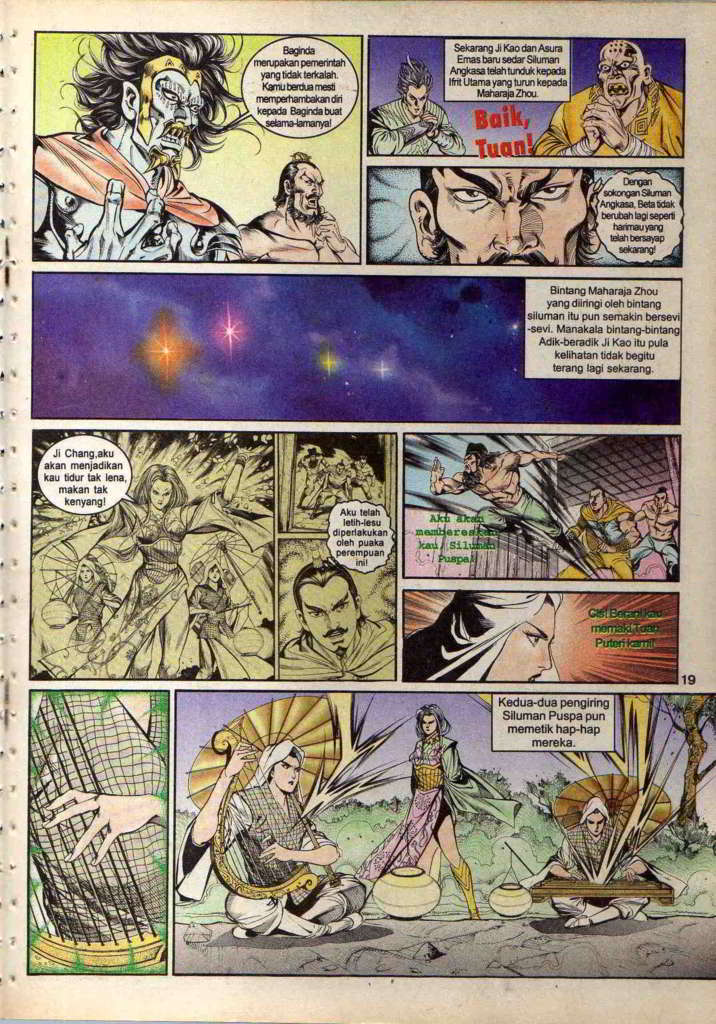 Baginda
merupakan pemerintah
yang tidak terkalah.
Kamu berdua mesti
memperhambakan diri
kepada Baginda buat
selama-lamanya!
Sekarang Ji Kao dan Asura
Emas baru sedar Siluman
Angkasa telah tunduk kepada
Ifrit Utama yang turun kepada
Maharaja Zhou.
Baik,
Tuan!
Dengan
sokongan Siluman
Angkasa, Beta tidak
berubah lagi seperti
harimau yang
telah bersayap
sekarang!
Bintang Maharaja Zhou
yang diiringi oleh bintang
siluman itu pun semakin bersevi
-sevi. Manakala bintang-bintang
Adik-beradik Ji Kao itu pula
kelihatan tidak begitu
terang lagi sekarang.
Ji Chang,aku
akan menjadikan
kau tidur tak lena,
makan tak
kenyang!
Aku telah
letih-lesu
diperlakukan
oleh puaka
perempuan
ini!
Aku akan
membereskan
kau Siluman
Puspa!
Cis! Berani kau
memaki Tuan
Puteri kami!
19
Kedua-dua pengiring
Siluman Puspa pun
memetik hap-hap
mereka.